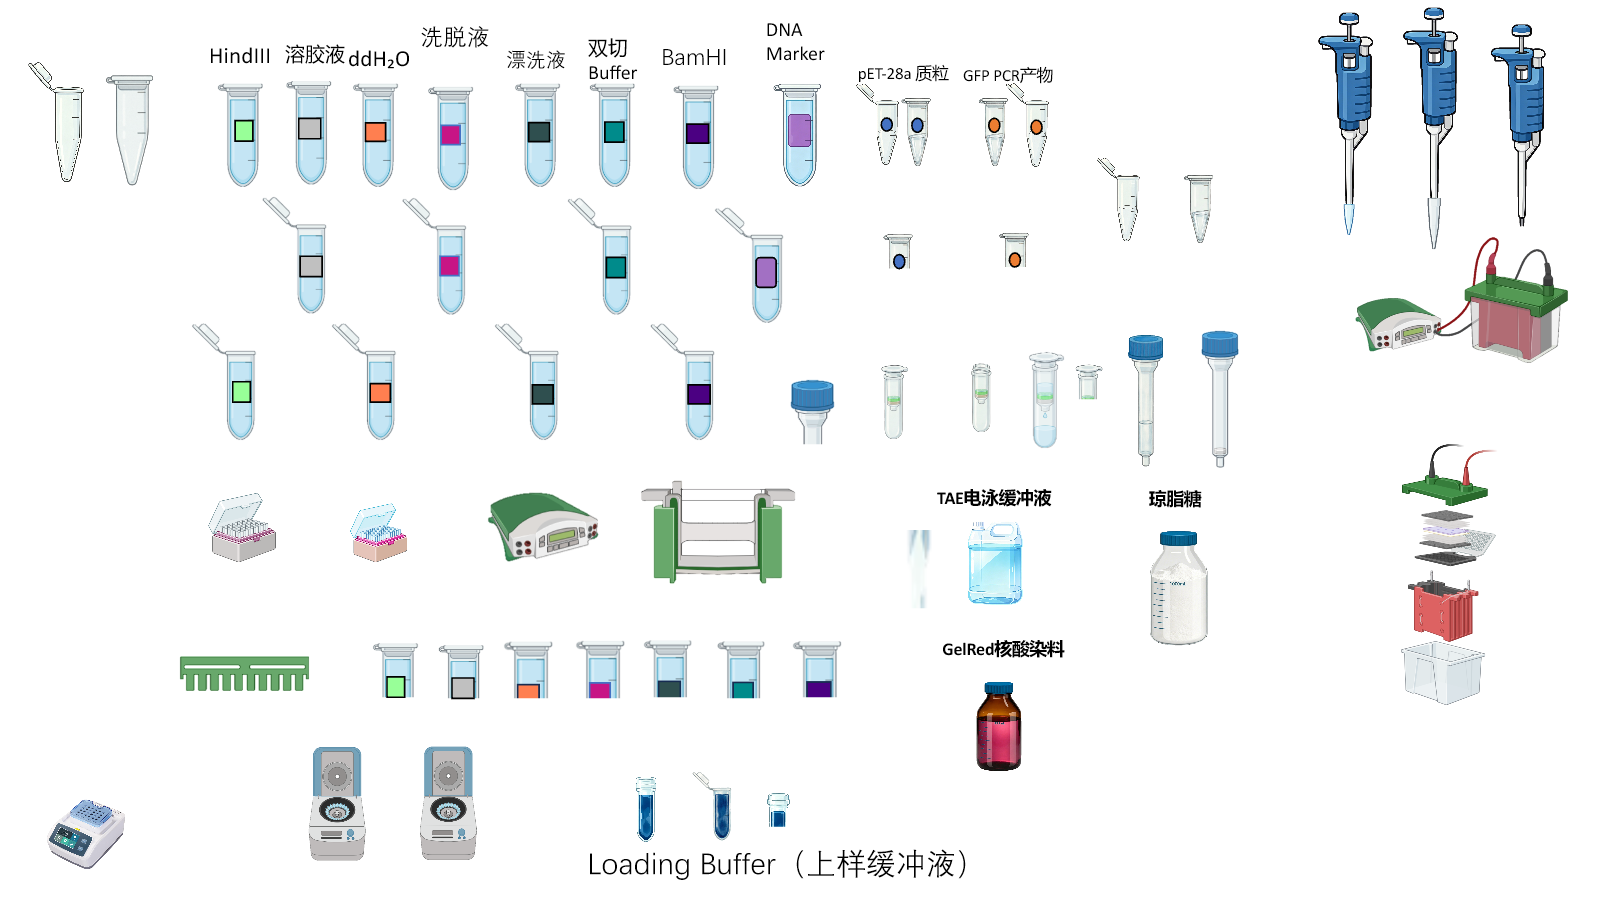 HindIII
溶胶液
ddH₂O
洗脱液
漂洗液
双切
Buffer
BamHI
DNA
Marker
pET-28a 质粒
GFP PCR产物
TAE电泳缓冲液
琼脂糖
GelRed核酸染料
Loading Buffer（上样缓冲液）